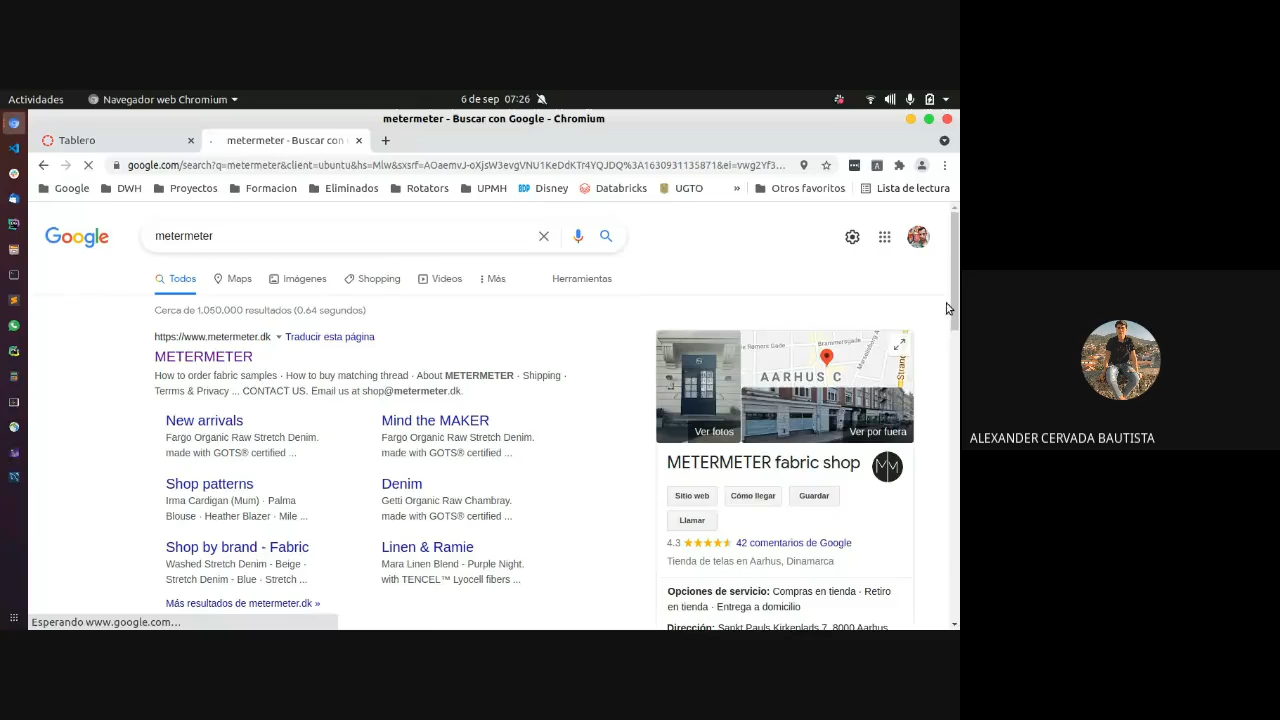 Actividades
Navegador web Chromium
6 de sep 07:26
metermeter - Buscar con Google - Chromium
Tablero
metermeter - Buscar con
google.com/search?q=metermeter&client=ubuntu&hs=Mlw&sxsrf=AOaemvJ-oXjsW3evgVNU1KeDdKTr4YQJDQ%3A1630931135871&ei=vwg2Yf3...
Google
DWH
Proyectos
Formacion
Eliminados
Rotators
UPMH
BDP Disney
Databricks
UGTO
»
Otros favoritos
Lista de lectura
Google
metermeter
Todos
Maps
Imágenes
Shopping
Videos
Más
Herramientas
Cerca de 1,050,000 resultados (0.64 segundos)
https://www.metermeter.dk Traducir esta página
METERMETER
How to order fabric samples · How to buy matching thread · About METERMETER · Shipping ·
Terms & Privacy ... CONTACT US. Email us at shop@metermeter.dk.
New arrivals
Fargo Organic Raw Stretch Denim.
made with GOTS® certified ...
Mind the MAKER
Fargo Organic Raw Stretch Denim.
made with GOTS® certified ...
Shop patterns
Irma Cardigan (Mum) · Palma
Blouse · Heather Blazer · Mile ...
Denim
Getti Organic Raw Chambray.
made with GOTS® certified ...
Shop by brand - Fabric
Washed Stretch Denim - Beige ·
Stretch Denim - Blue · Stretch ...
Linen & Ramie
Mara Linen Blend - Purple Night.
with TENCEL™ Lyocell fibers ...
Más resultados de metermeter.dk »
AARHUS C
Ver fotos
Ver por fuera
METERMETER fabric shop
MM
Sitio web
Cómo llegar
Guardar
Llamar
4.3 42 comentarios de Google
Tienda de telas en Aarhus, Dinamarca
Opciones de servicio: Compras en tienda · Retiro
en tienda · Entrega a domicilio
Dirección: Sankt Pauls Kirkeplads 7, 8000 Aarhus,
Esperando www.google.com…
ALEXANDER CERVADA BAUTISTA